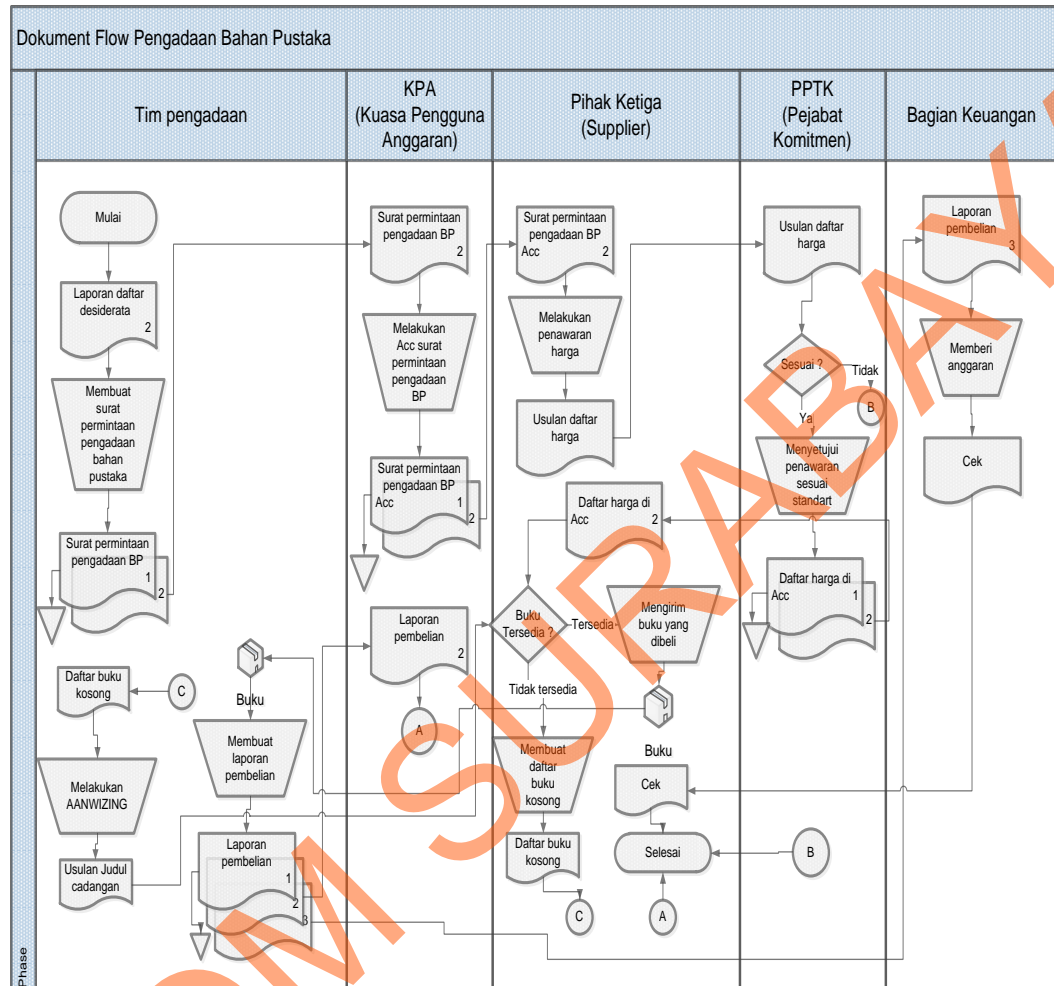 Dokument Flow Pengadaan Bahan Pustaka
Tim pengadaan
KPA
(Kuasa Pengguna
Anggaran)
Pihak Ketiga
(Supplier)
PPTK
(Pejabat
Komitmen)
Bagian Keuangan
Mulai
Laporan daftar
desiderata
2
Membuat
surat
permintaan
pengadaan
bahan
pustaka
Surat permintaan
pengadaan BP
1
2
Daftar buku
kosong
C
Melakukan
AANWIZING
Usulan Judul
cadangan
Buku
Membuat
laporan
pembelian
Laporan
pembelian
1
2
3
Surat permintaan
pengadaan BP
2
Melakukan
Acc surat
permintaan
pengadaan
BP
Surat permintaan
pengadaan BP
Acc 1
2
Laporan
pembelian
2
A
Surat permintaan
pengadaan BP
Acc 2
Melakukan
penawaran
harga
Usulan daftar
harga
Daftar harga di
Acc 2
Buku
Tersedia ?
Tersedia
Mengirim
buku yang
dibeli
Tidak tersedia
Membuat
daftar
buku
kosong
Daftar buku
kosong
C
Buku
Cek
Selesai
A
Usulan daftar
harga
Sesuai ?
Tidak
B
Ya
Menyetujui
penawaran
sesuai
standart
Daftar harga di
Acc 1
2
B
Laporan
pembelian
3
Memberi
anggaran
Cek
Phase
OM SURABAYA